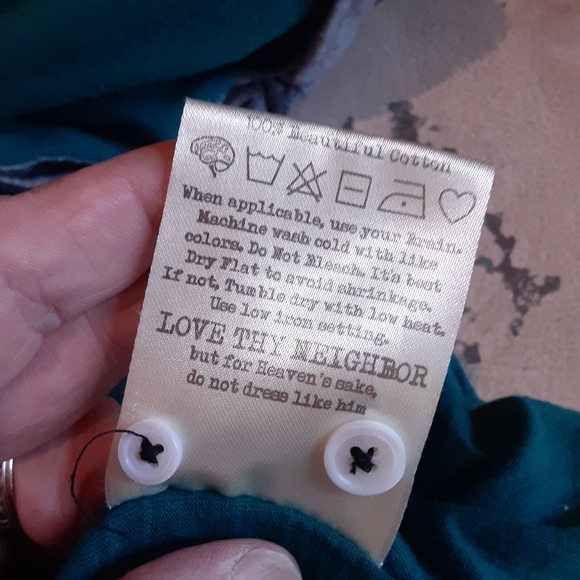 100% Beautiful Cotton
When applicable, use your Brain.
Machine wash cold with like
colors. Do Not Bleach. It's best
Dry Flat to avoid shrinkage.
If not, Tumble dry with low heat.
Use low iron setting.
LOVE THY NEIGHBOR
but for Heaven's sake,
do not dress like him